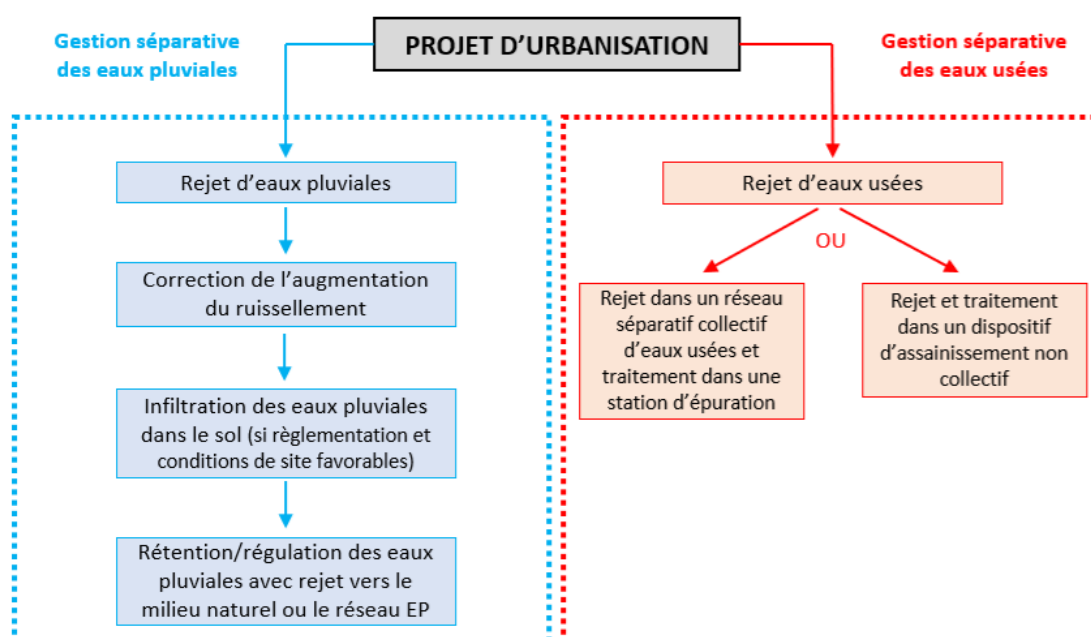 Gestion séparative
des eaux pluviales
PROJET D'URBANISATION
Gestion séparative
des eaux usées
Rejet d'eaux pluviales
Correction de l'augmentation
du ruissellement
Infiltration des eaux pluviales
dans le sol (si règlementation et
conditions de site favorables)
Rétention/régulation des eaux
pluviales avec rejet vers le
milieu naturel ou le réseau EP
Rejet d'eaux usées
OU
Rejet dans un réseau
séparatif collectif
d'eaux usées et
traitement dans une
station d'épuration
Rejet et traitement
dans un dispositif
d'assainissement non
collectif